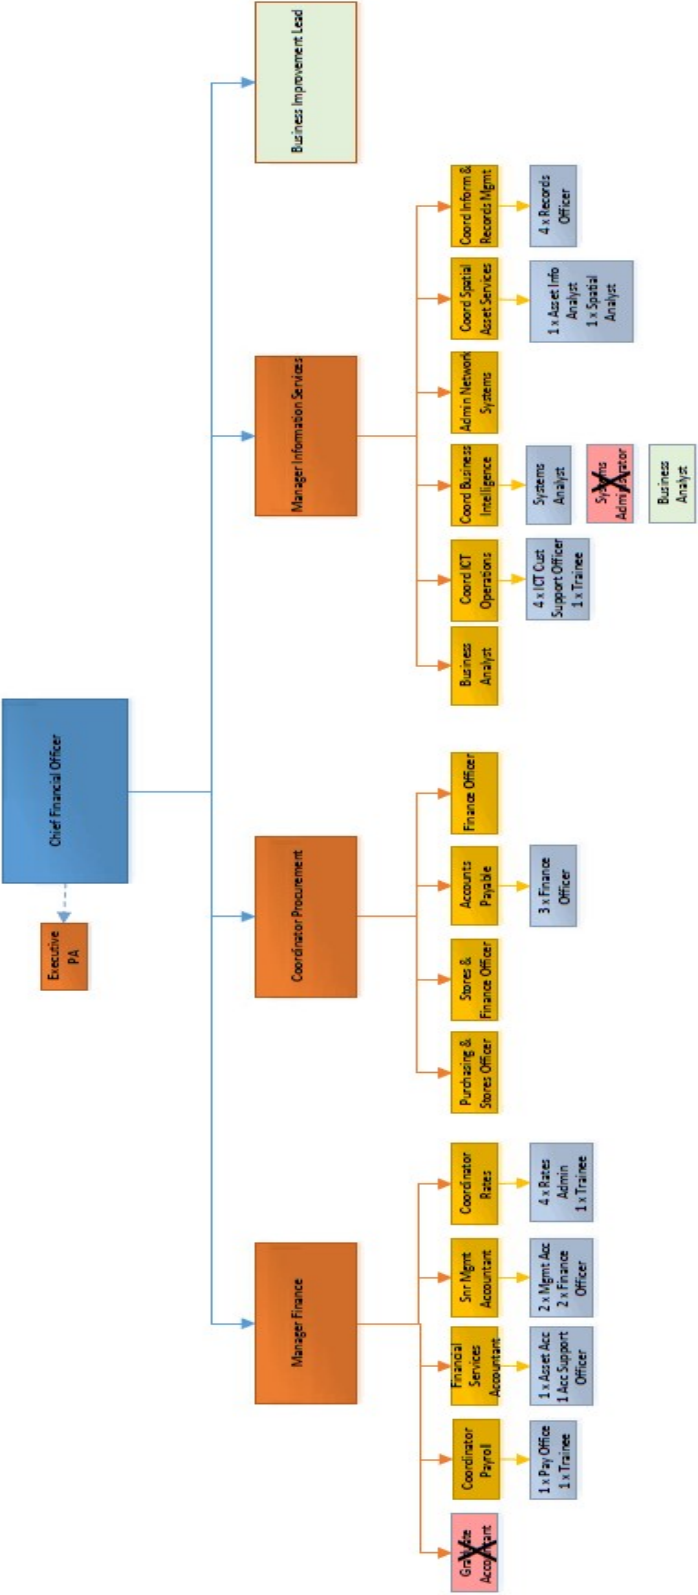 Chief Financial Officer
Executive
PA
Manager Finance
Coordinator Procurement
Manager Information Services
Business Improvement Lead
Graduate
Accountant
Coordinator
Payroll
Financial
Services
Accountant
Snr Mgmt
Accountant
Coordinator
Rates
Purchasing &
Stores Officer
Stores &
Finance Officer
Accounts
Payable
Finance Officer
Business
Analyst
Coord ICT
Operations
Coord Business
Intelligence
Admin Network
Systems
Coord Spatial
Asset Services
Coord Inform &
Records Mgmt
1 x Pay Office
1 x Trainee
1 x Asset Acc
1 Acc Support
Officer
2 x Mgmt Acc
2 x Finance
Officer
4 x Rates
Admin
1 x Trainee
3 x Finance
Officer
4 x ICT Cust
Support Officer
1 x Trainee
Systems
Analyst
Systems
Administrator
Business
Analyst
1 x Asset Info
Analyst
1 x Spatial
Analyst
4 x Records
Officer